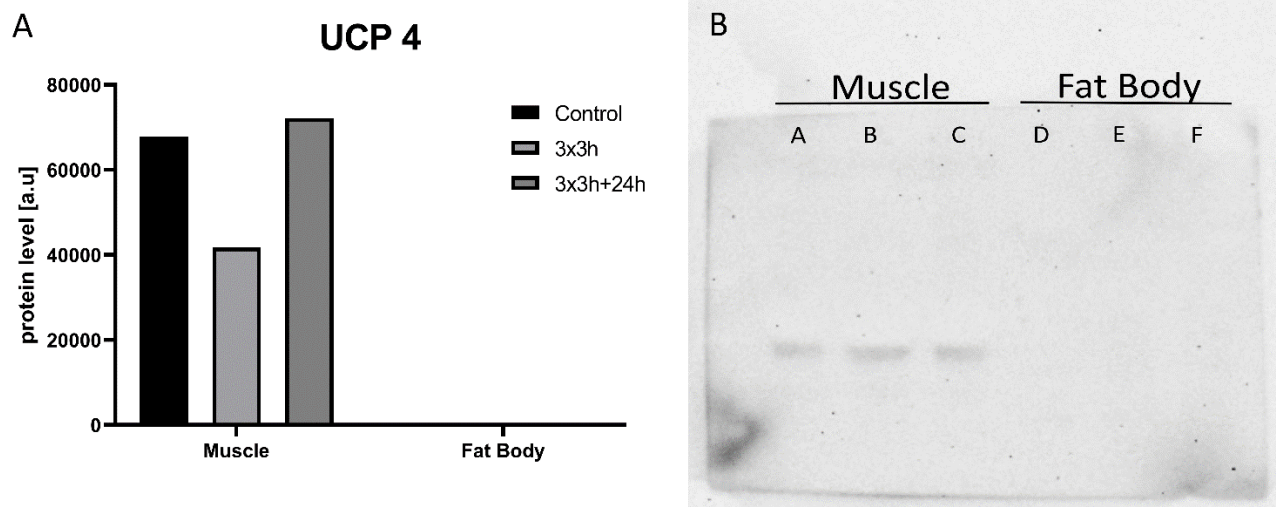 A
UCP 4
protein level [a.u]
80000
60000
40000
20000
0
Muscle
Fat Body
Control
3x3h
3x3h+24h
B
Muscle
Fat Body
A
B
C
D
E
F